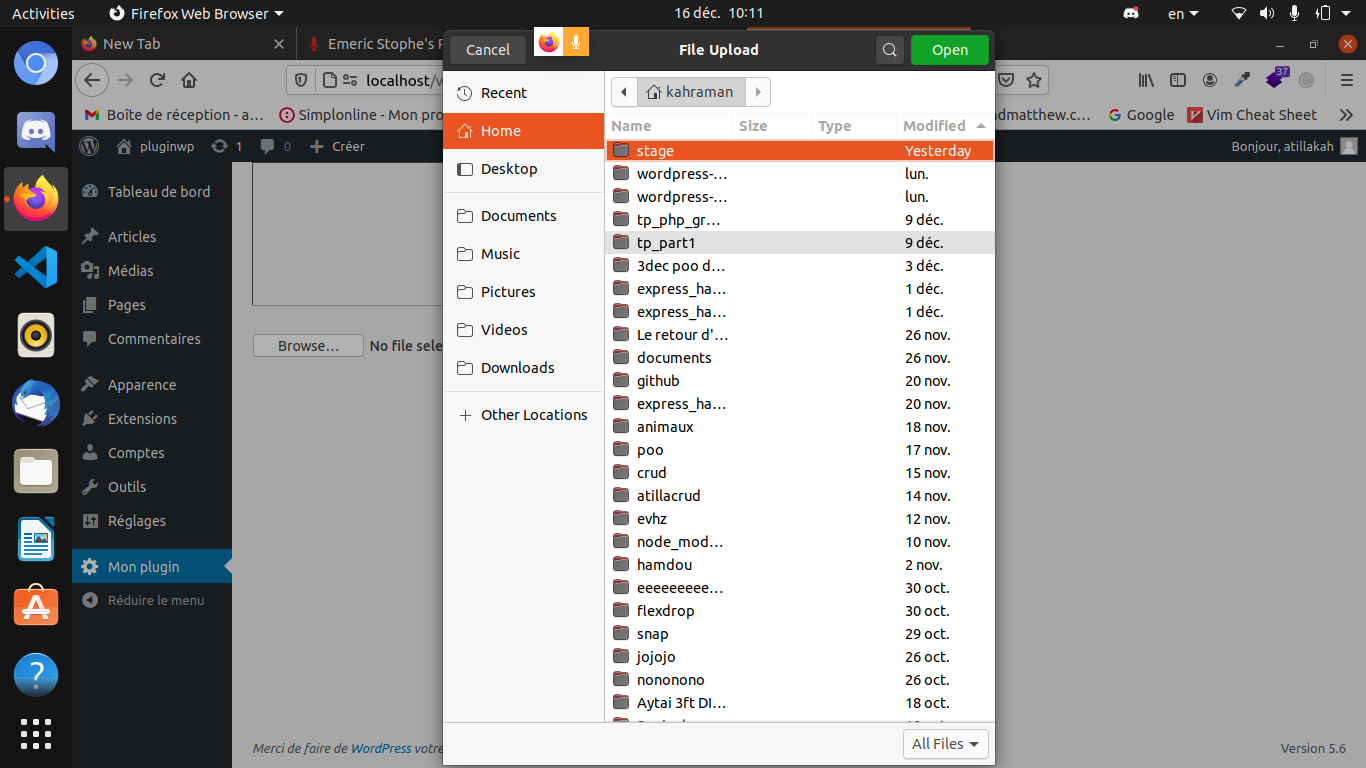 Activities
Firefox Web Browser
16 déc. 10:11
en
New Tab
Emeric Stophe's P
Cancel
File Upload
Open
localhost/w
37
Boîte de réception - a…
Simplonline - Mon pro
admatthew.c…
Google
Vim Cheat Sheet
pluginwp
1
0
Créer
Bonjour, atillakah
Tableau de bord
Articles
Médias
Pages
Commentaires
Apparence
Extensions
Comptes
Outils
Réglages
Mon plugin
Réduire le menu
Browse…
No file sele
Recent
Home
Desktop
Documents
Music
Pictures
Videos
Downloads
Other Locations
kahraman
Name Size Type Modified
stage Yesterday
wordpress-… lun.
wordpress-… lun.
tp_php_gr… 9 déc.
tp_part1 9 déc.
3dec poo d… 3 déc.
express_ha… 1 déc.
express_ha… 1 déc.
Le retour d'… 26 nov.
documents 26 nov.
github 20 nov.
express_ha… 20 nov.
animaux 18 nov.
poo 17 nov.
crud 15 nov.
atillacrud 14 nov.
evhz 12 nov.
node_mod… 10 nov.
hamdou 2 nov.
eeeeeeeee… 30 oct.
flexdrop 30 oct.
snap 29 oct.
jojojo 26 oct.
nononono 26 oct.
Aytai 3ft DI… 18 oct.
All Files
Merci de faire de WordPress votre
Version 5.6